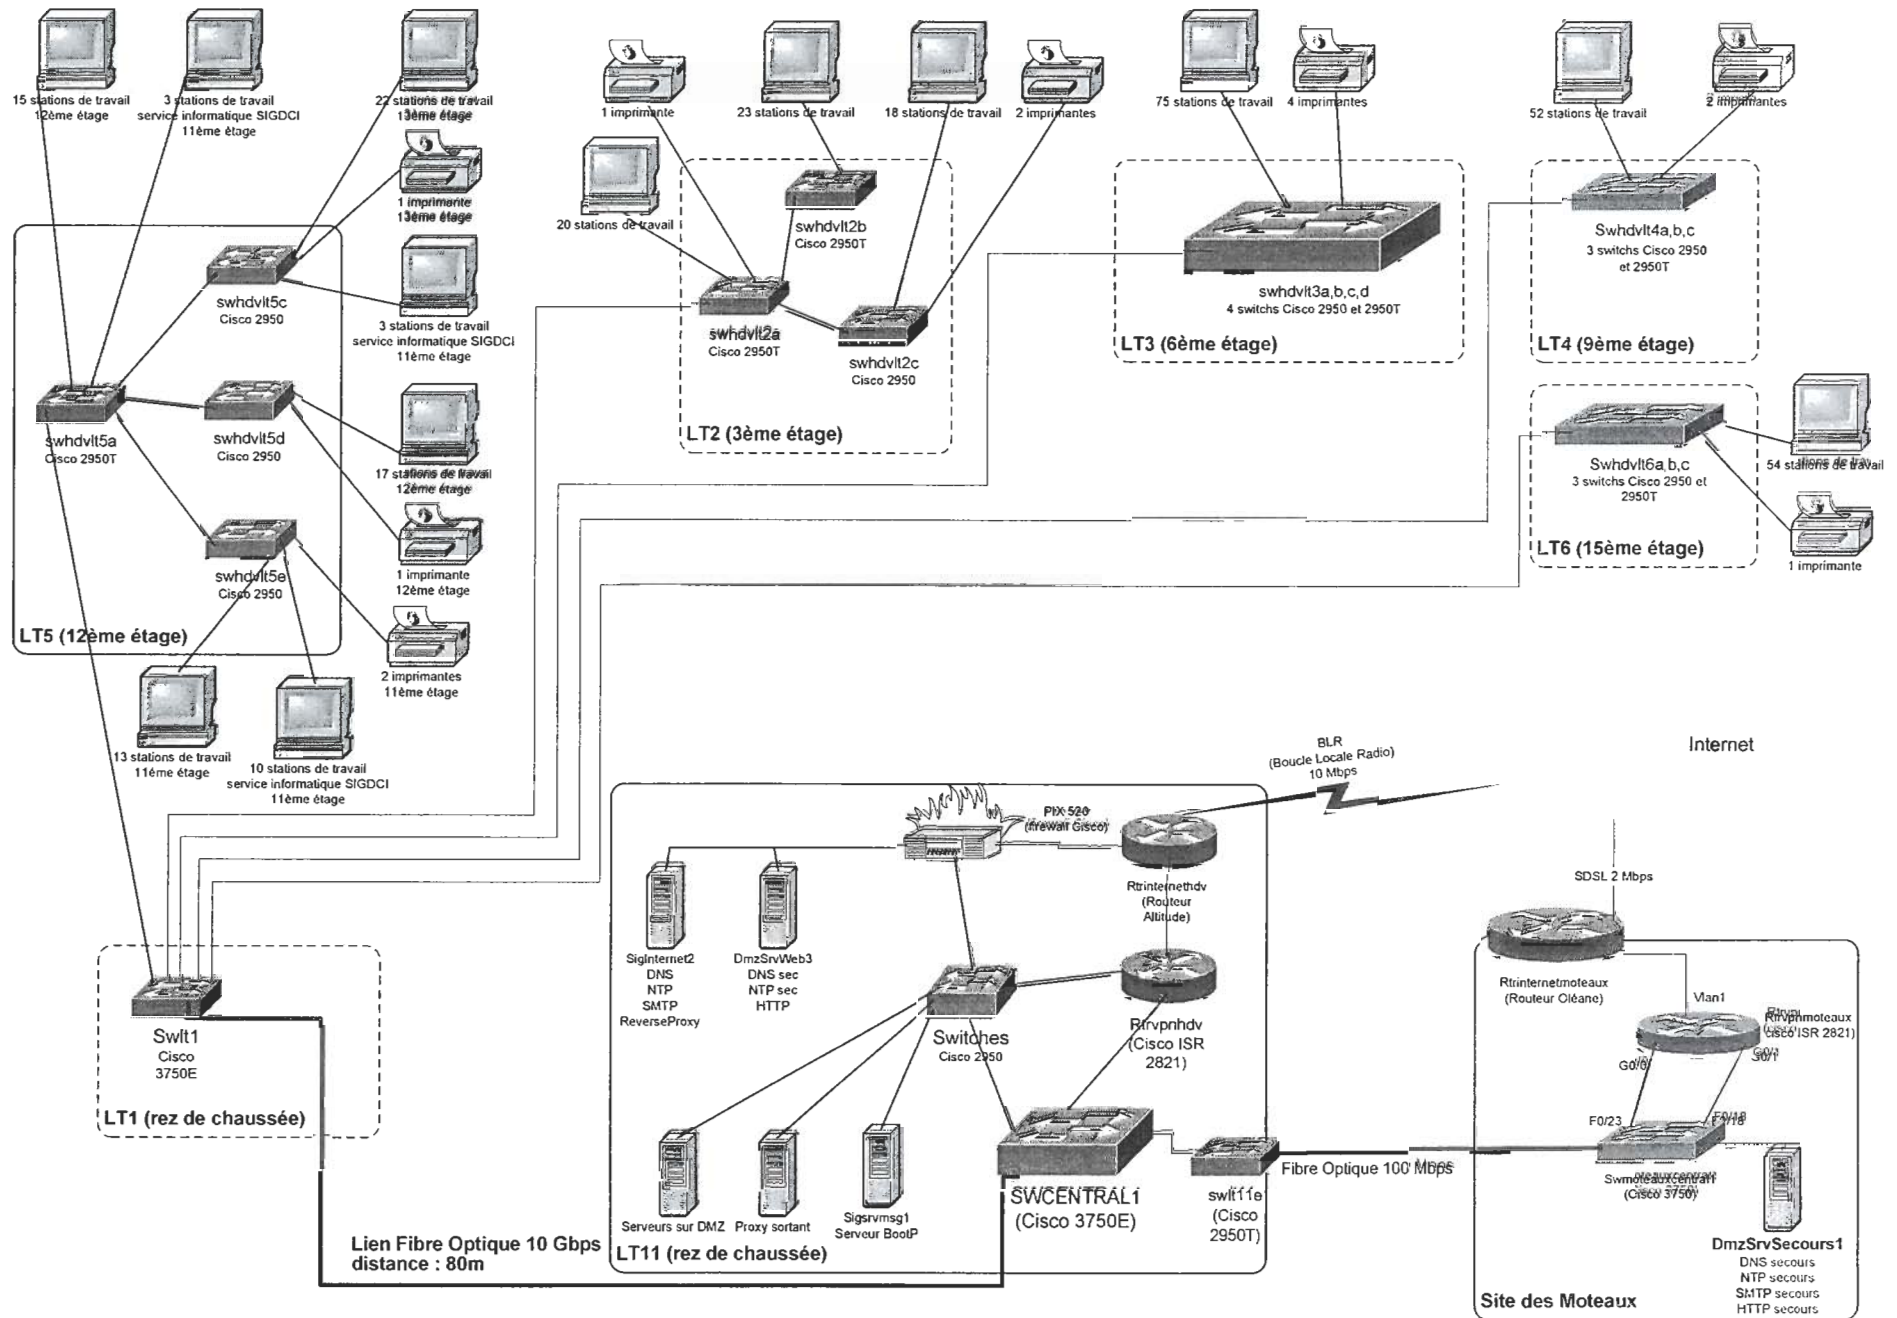 15 stations de travail
12ème étage
3 stations de travail
service informatique SIGDCI
11ème étage
22 stations de travail
13ème étage
1 imprimante
13ème étage
3 stations de travail
service informatique SIGDCI
11ème étage
swhdvlt5c
Cisco 2950
swhdvlt5a
Cisco 2950T
swhdvlt5d
Cisco 2950
17 stations de travail
12ème étage
1 imprimante
12ème étage
swhdvlt5e
Cisco 2950
LT5 (12ème étage)
2 imprimantes
11ème étage
13 stations de travail
11ème étage
10 stations de travail
service informatique SIGDCI
11ème étage
1 imprimante
23 stations de travail
18 stations de travail
2 imprimantes
20 stations de travail
swhdvlt2b
Cisco 2950T
swhdvlt2a
Cisco 2950T
swhdvlt2c
Cisco 2950
LT2 (3ème étage)
75 stations de travail
4 imprimantes
swhdvlt3a,b,c,d
4 switchs Cisco 2950 et 2950T
LT3 (6ème étage)
52 stations de travail
2 imprimantes
Swhdvlt4a,b,c
3 switchs Cisco 2950
et 2950T
LT4 (9ème étage)
Swhdvlt6a,b,c
3 switchs Cisco 2950 et
2950T
54 stations de travail
LT6 (15ème étage)
1 imprimante
Swlt1
Cisco
3750E
LT1 (rez de chaussée)
Lien Fibre Optique 10 Gbps
distance : 80m
BLR
(Boucle Locale Radio)
10 Mbps
Internet
PIX 520
(firewall Cisco)
Rtrinternethdv
(Routeur
Altitude)
SigInternet2
DNS
NTP
SMTP
ReverseProxy
DmzSrvWeb3
DNS sec
NTP sec
HTTP
Switches
Cisco 2950
Rtrvpnhdv
(Cisco ISR
2821)
Serveurs sur DMZ
Proxy sortant
Sigsrvmsg1
Serveur BootP
SWCENTRAL1
(Cisco 3750E)
swlt11e
(Cisco
2950T)
LT11 (rez de chaussée)
Fibre Optique 100 Mbps
SDSL 2 Mbps
Rtrinternetmoteaux
(Routeur Oléane)
Vlan1
Rtrvpnmoteaux
cisco ISR 2821)
G0/0
G0/1
F0/23
F0/18
Swmoteauxcentral1
(Cisco 3750)
DmzSrvSecours1
DNS secours
NTP secours
SMTP secours
HTTP secours
Site des Moteaux